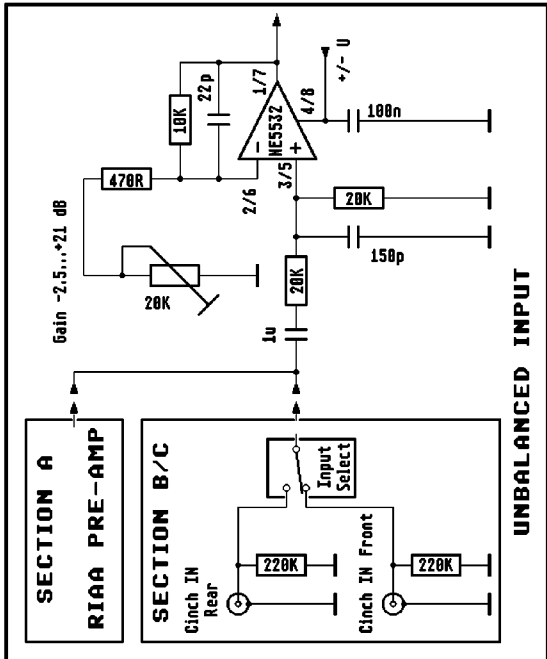 UNBALANCED INPUT
SECTION A
RIAA PRE-AMP
SECTION B/C
Cinch IN
Rear
220K
Cinch IN Front
220K
Input
Select
1u
20K
150p
20K
Gain -2.5...+21 dB
20K
470R
10K
22p
2/6
3/5
-
+
NE5532
1/7
4/8
+/- U
100n